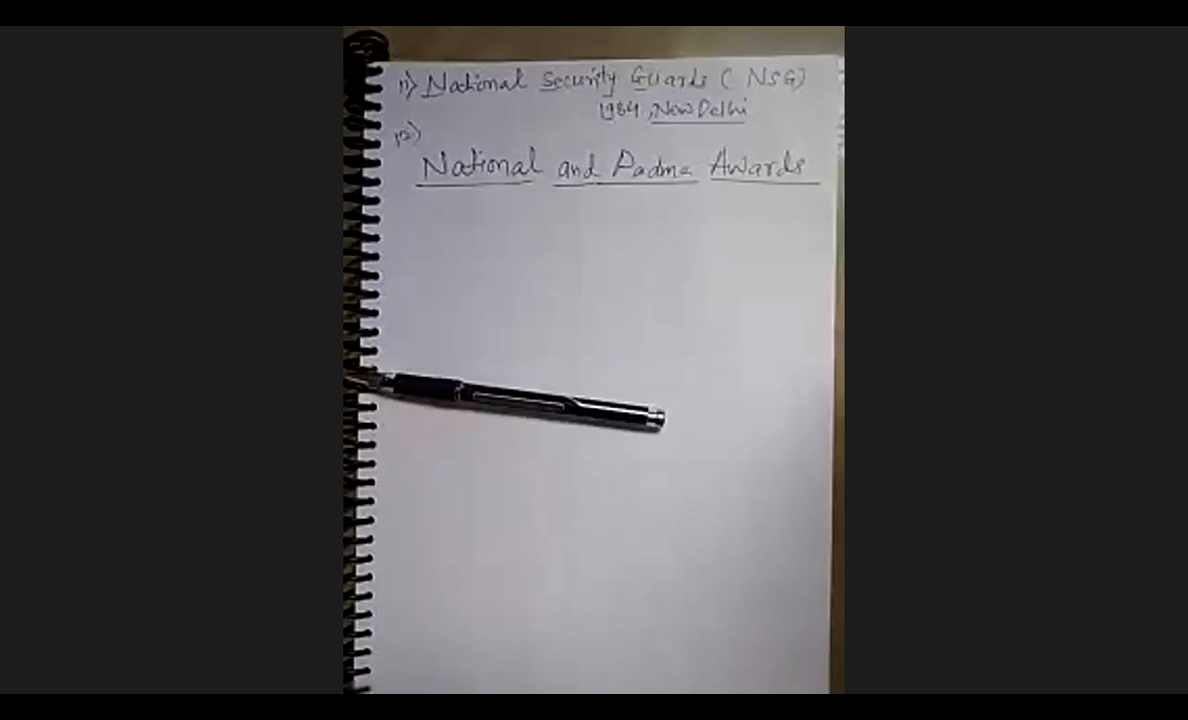 11) National Security Guards (NSG)
1984, New Delhi
12)
National and Padma Awards